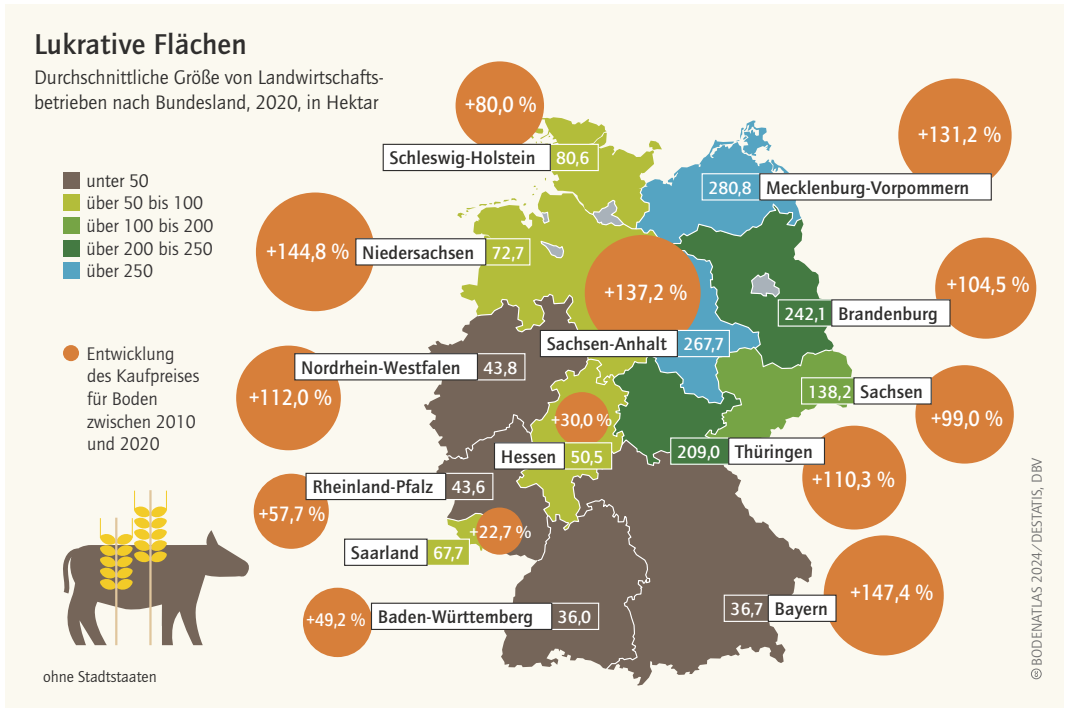 Lukrative Flächen
Durchschnittliche Größe von Landwirtschafts-
betrieben nach Bundesland, 2020, in Hektar
unter 50
über 50 bis 100
über 100 bis 200
über 200 bis 250
über 250
Entwicklung
des Kaufpreises
für Boden
zwischen 2010
und 2020
+80,0 %
Schleswig-Holstein 80,6
+131,2 %
280,8 Mecklenburg-Vorpommern
+144,8 %
Niedersachsen 72,7
+137,2 %
Sachsen-Anhalt 267,7
+104,5 %
242,1 Brandenburg
+112,0 %
Nordrhein-Westfalen 43,8
138,2 Sachsen
+99,0 %
+30,0 %
Hessen 50,5
209,0 Thüringen
+110,3 %
Rheinland-Pfalz 43,6
+57,7 %
+22,7 %
Saarland 67,7
+49,2 %
Baden-Württemberg 36,0
36,7 Bayern
+147,4 %
ohne Stadtstaaten
© BODENATLAS 2024 / DESTATIS, DBV